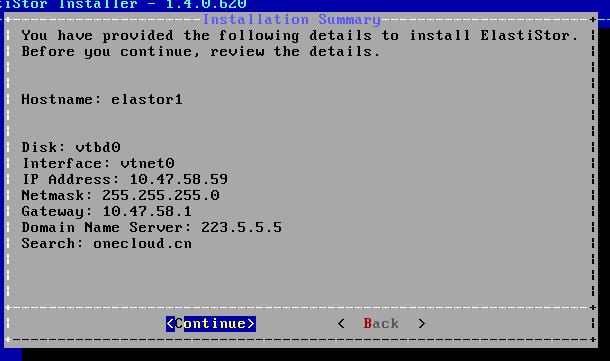 tiStor Installer - 1.4.0.620
Installation Summary
You have provided the following details to install ElastiStor.
Before you continue, review the details.
Hostname: elastor1
Disk: vtbd0
Interface: vtnet0
IP Address: 10.47.58.59
Netmask: 255.255.255.0
Gateway: 10.47.58.1
Domain Name Server: 223.5.5.5
Search: onecloud.cn
<Continue> < Back >